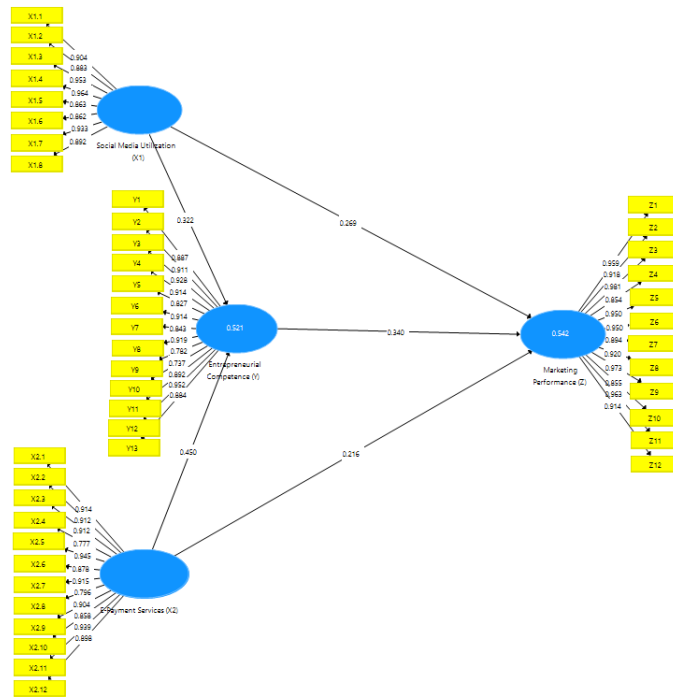 X1.1
X1.2
X1.3
X1.4
X1.5
X1.6
X1.7
X1.8
0.904
0.883
0.953
0.964
0.863
0.862
0.933
0.892
Social Media Utilization
(X1)
0.322
0.269
Y1
Y2
Y3
Y4
Y5
Y6
Y7
Y8
Y9
Y10
Y11
Y12
Y13
0.887
0.911
0.928
0.914
0.827
0.914
0.843
0.919
0.782
0.737
0.892
0.952
0.884
0.521
Entrepreneurial
Competence (Y)
0.340
0.450
0.216
X2.1
X2.2
X2.3
X2.4
X2.5
X2.6
X2.7
X2.8
X2.9
X2.10
X2.11
X2.12
0.914
0.912
0.912
0.777
0.945
0.878
0.915
0.796
0.904
0.858
0.939
0.898
E-Payment Services (X2)
0.542
Marketing
Performance (Z)
0.959
0.918
0.981
0.854
0.950
0.950
0.894
0.920
0.973
0.855
0.963
0.914
Z1
Z2
Z3
Z4
Z5
Z6
Z7
Z8
Z9
Z10
Z11
Z12